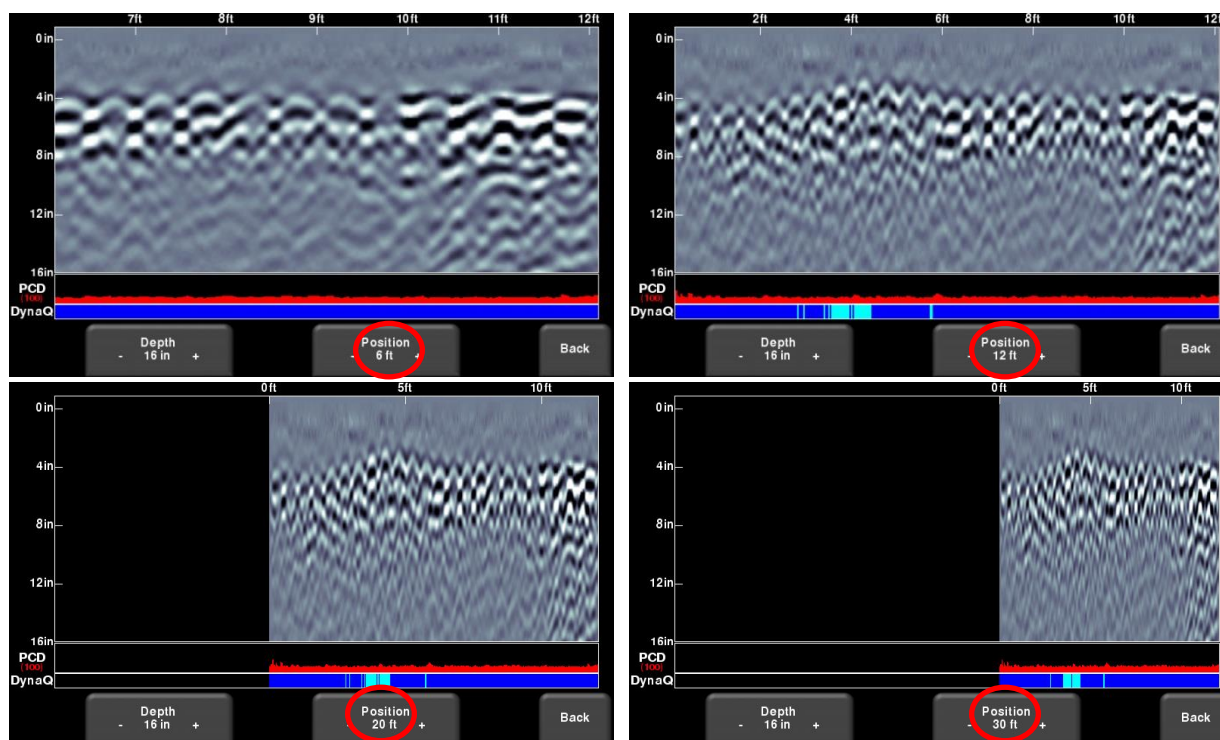 7ft 8ft 9ft 10ft 11ft 12ft
0in
4in
8in
12in
16in
PCD
(100)
DynaQ
Depth
- 16 in +
Position
- 6 ft +
Back
2ft 4ft 6ft 8ft 10ft 12ft
0in
4in
8in
12in
16in
PCD
(100)
DynaQ
Depth
- 16 in +
Position
- 12 ft +
Back
0ft 5ft 10ft
0in
4in
8in
12in
16in
PCD
(100)
DynaQ
Depth
- 16 in +
Position
- 20 ft +
Back
0ft 5ft 10ft
0in
4in
8in
12in
16in
PCD
(100)
DynaQ
Depth
- 16 in +
Position
- 30 ft +
Back